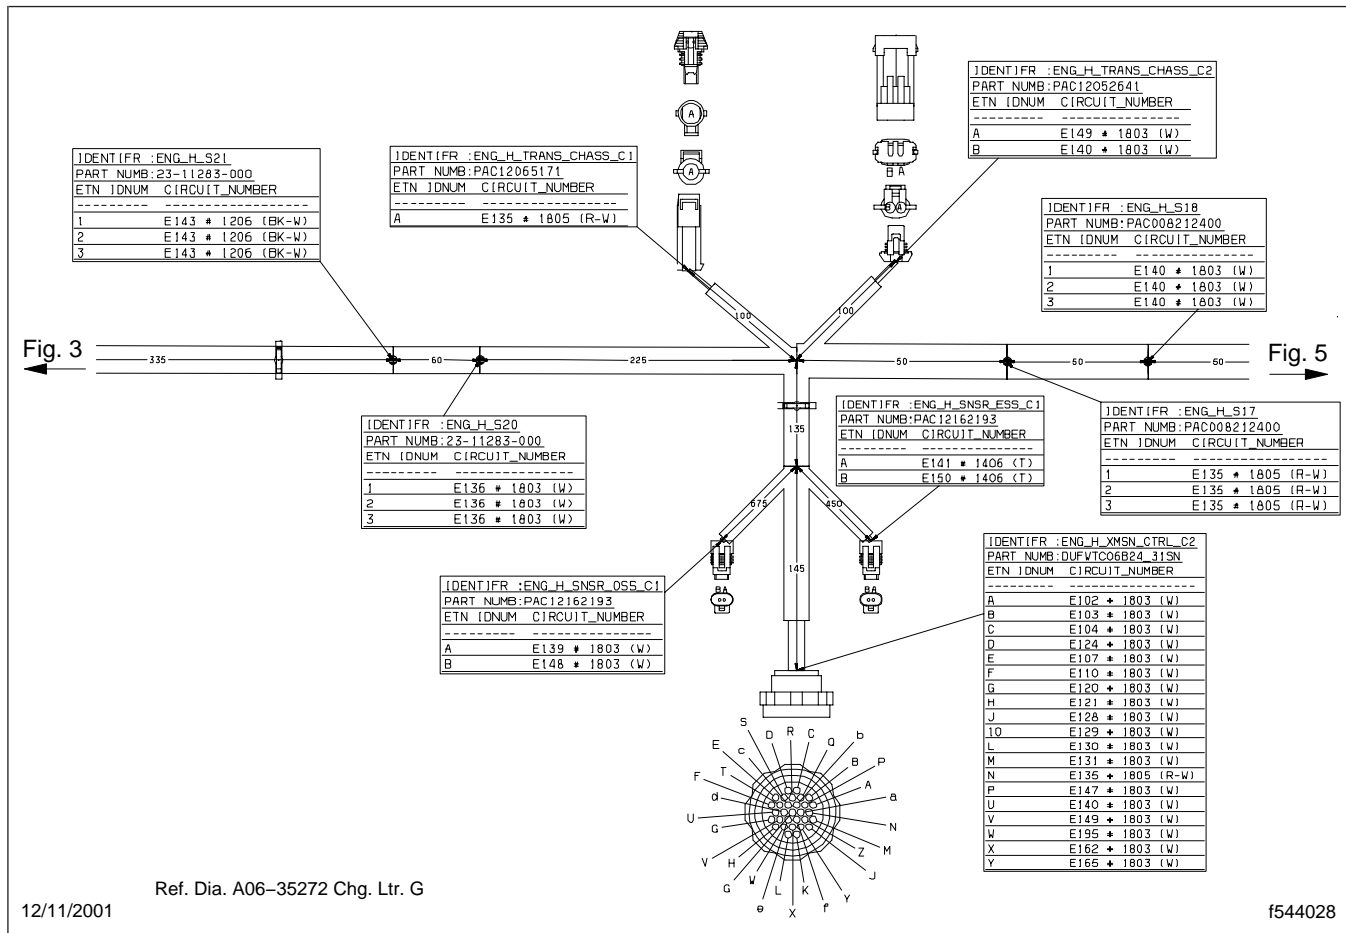 IDENTIFR :ENG_H_TRANS_CHASS_C2
PART NUMB:PAC12052641
ETN IDNUM CIRCUIT_NUMBER
--------- ---------------
A E149 * 1803 (W)
B E140 * 1803 (W)
IDENTIFR :ENG_H_S21
PART NUMB:23-11283-000
ETN IDNUM CIRCUIT_NUMBER
--------- ---------------
1 E143 * 1206 (BK-W)
2 E143 * 1206 (BK-W)
3 E143 * 1206 (BK-W)
IDENTIFR :ENG_H_TRANS_CHASS_C1
PART NUMB:PAC12065171
ETN IDNUM CIRCUIT_NUMBER
--------- ---------------
A E135 * 1805 (R-W)
A
A
B A
B A
IDENTIFR :ENG_H_S18
PART NUMB:PAC008212400
ETN IDNUM CIRCUIT_NUMBER
--------- ---------------
1 E140 * 1803 (W)
2 E140 * 1803 (W)
3 E140 * 1803 (W)
100
100
Fig. 3
335
60
225
50
50
60
Fig. 5
IDENTIFR :ENG_H_S20
PART NUMB:23-11283-000
ETN IDNUM CIRCUIT_NUMBER
--------- ---------------
1 E136 * 1803 (W)
2 E136 * 1803 (W)
3 E136 * 1803 (W)
135
IDENTIFR :ENG_H_SNSR_ESS_C1
PART NUMB:PAC12162193
ETN IDNUM CIRCUIT_NUMBER
--------- ---------------
A E141 * 1406 (T)
B E150 * 1406 (T)
IDENTIFR :ENG_H_S17
PART NUMB:PAC008212400
ETN IDNUM CIRCUIT_NUMBER
--------- ---------------
1 E135 * 1805 (R-W)
2 E135 * 1805 (R-W)
3 E135 * 1805 (R-W)
675
450
145
B A
B A
IDENTIFR :ENG_H_SNSR_OSS_C1
PART NUMB:PAC12162193
ETN IDNUM CIRCUIT_NUMBER
--------- ---------------
A E139 * 1803 (W)
B E148 * 1803 (W)
IDENTIFR :ENG_H_XMSN_CTRL_C2
PART NUMB:DUFWTC06B24_31SN
ETN IDNUM CIRCUIT_NUMBER
--------- ---------------
A E102 * 1803 (W)
B E103 * 1803 (W)
C E104 * 1803 (W)
D E124 * 1803 (W)
E E107 * 1803 (W)
F E110 * 1803 (W)
G E120 * 1803 (W)
H E121 * 1803 (W)
J E128 * 1803 (W)
10 E129 * 1803 (W)
L E130 * 1803 (W)
M E131 * 1803 (W)
N E135 * 1805 (R-W)
P E147 * 1803 (W)
U E140 * 1803 (W)
V E149 * 1803 (W)
W E195 * 1803 (W)
X E162 * 1803 (W)
Y E165 * 1803 (W)
S
D
R
C
Q
b
E
c
B
P
T
F
A
d
a
U
G
N
V
M
H
Z
G
J
W
L
K
Y
e
X
f
Ref. Dia. A06–35272 Chg. Ltr. G
12/11/2001
f544028